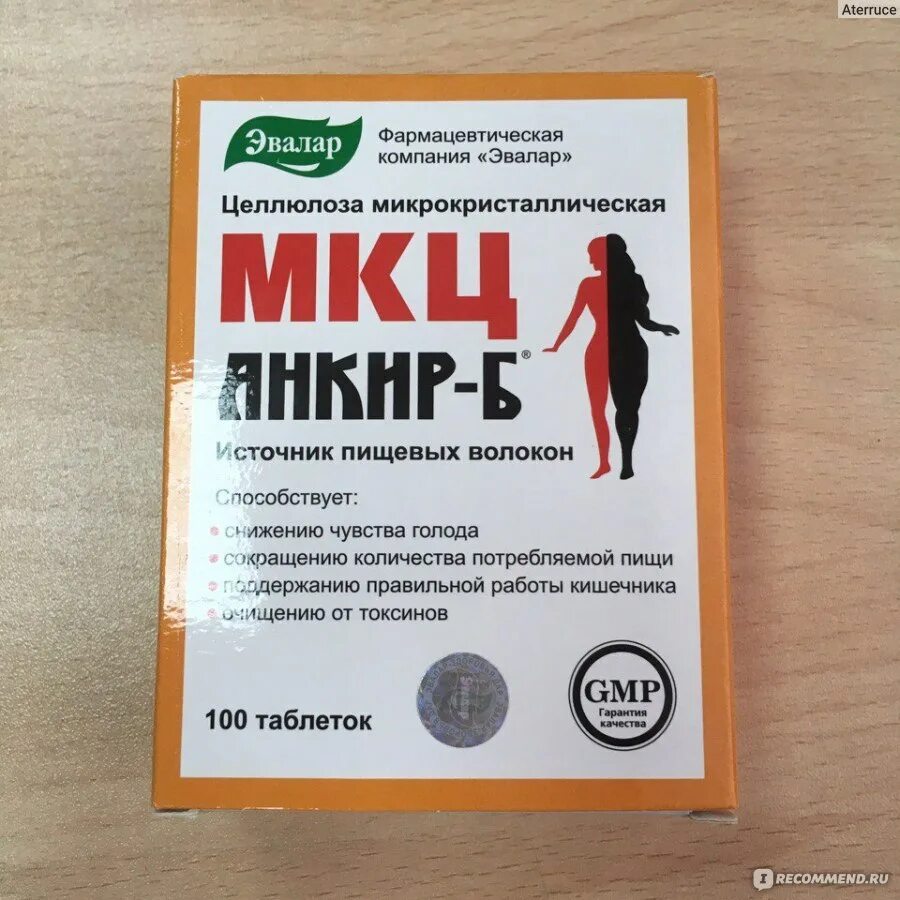 Aterruce
Эвалар
Фармацевтическая
компания «Эвалар»
Целлюлоза микрокристаллическая
МКЦ
АНКИР-Б®
Источник пищевых волокон
Способствует:
• снижению чувства голода
• сокращению количества потребляемой пищи
• поддержанию правильной работы кишечника
• очищению от токсинов
100 таблеток
GMP
Гарантия
качества
IRECOMMEND.RU